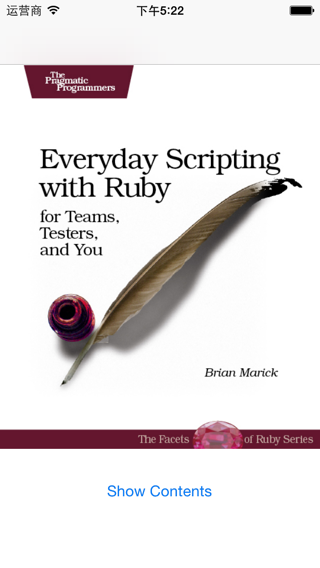 运营商 下午5:22
The
Pragmatic
Programmers
Everyday Scripting
with Ruby
for Teams,
Testers,
and You
Brian Marick
The Facets of Ruby Series
Show Contents